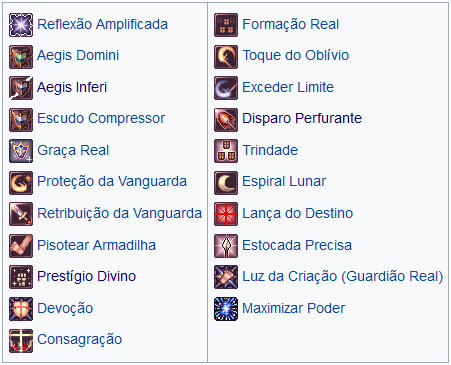 Reflexão Amplificada
Aegis Domini
Aegis Inferi
Escudo Compressor
Graça Real
Proteção da Vanguarda
Retribuição da Vanguarda
Pisotear Armadilha
Prestígio Divino
Devoção
Consagração
Formação Real
Toque do Oblívio
Exceder Limite
Disparo Perfurante
Trindade
Espiral Lunar
Lança do Destino
Estocada Precisa
Luz da Criação (Guardião Real)
Maximizar Poder